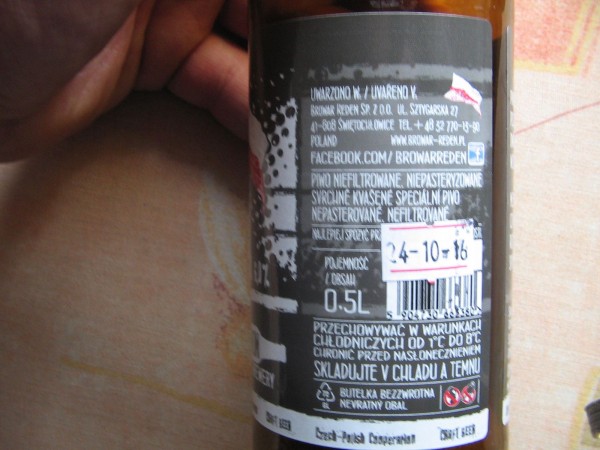 UWARZONO W. / UVAŘENO V.
BROWAR REDEN SP. Z O.O. UL. SZTYGARSKA 27
41-808 ŚWIĘTOCHŁOWICE TEL. + 48 32 770-13-90
POLAND WWW.BROWAR-REDEN.PL
FACEBOOK.COM/ BROWARREDEN
PIWO NIEFILTROWANE, NIEPASTERYZOWANE
SVRCHNĚ KVAŠENÉ SPECIÁLNÍ PIVO
NEPASTEROVANÉ, NEFILTROVANÉ
NAJLEPIEJ SPOŻYĆ
24-10-16
POJEMNOŚĆ
/ OBSAH
0.5L
PRZECHOWYWAĆ W WARUNKACH
CHŁODNICZYCH OD 1°C DO 8°C
CHRONIĆ PRZED NASŁONECZNIENIEM
SKLADUJTE V CHLADU A TEMNU
BUTELKA BEZZWROTNA
NEVRATNÝ OBAL
CRAFT BEER Czech-Polish Cooperation CRAFT BEER